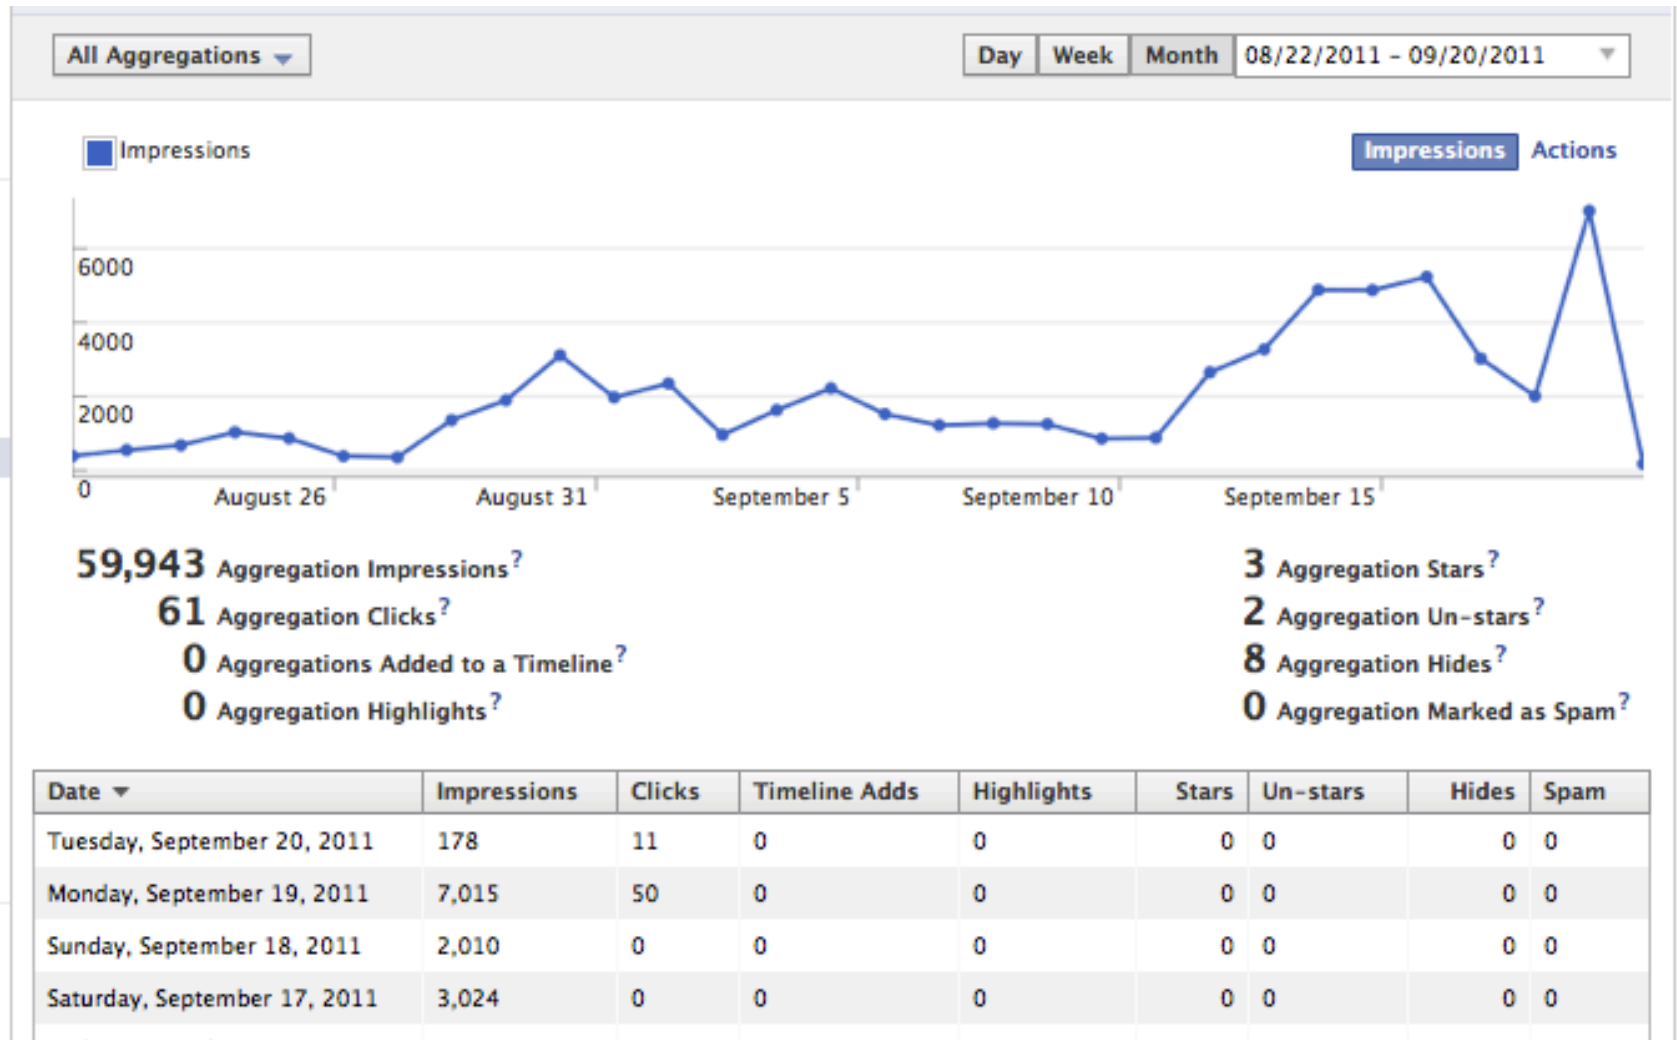 All Aggregations
Day Week Month 08/22/2011 - 09/20/2011
Impressions
Impressions Actions
6000
4000
2000
0
August 26 August 31 September 5 September 10 September 15
59,943 Aggregation Impressions?
61 Aggregation Clicks?
0 Aggregations Added to a Timeline?
0 Aggregation Highlights?
3 Aggregation Stars?
2 Aggregation Un-stars?
8 Aggregation Hides?
0 Aggregation Marked as Spam?
Date Impressions Clicks Timeline Adds Highlights Stars Un-stars Hides Spam
Tuesday, September 20, 2011 178 11 0 0 0 0 0 0
Monday, September 19, 2011 7,015 50 0 0 0 0 0 0
Sunday, September 18, 2011 2,010 0 0 0 0 0 0 0
Saturday, September 17, 2011 3,024 0 0 0 0 0 0 0